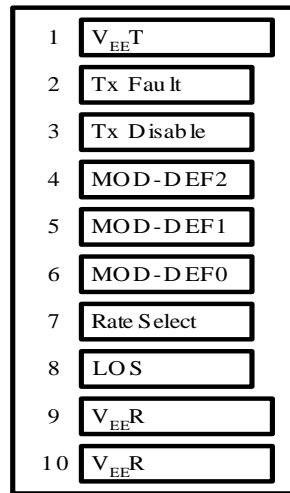 1 VEET
2 Tx Fault
3 Tx Disable
4 MOD-DEF2
5 MOD-DEF1
6 MOD-DEF0
7 Rate Select
8 LOS
9 VEER
10 VEER